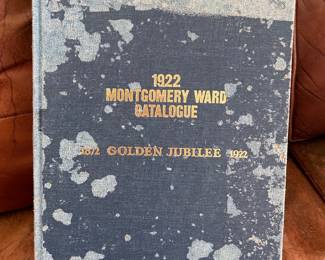 1922
MONTGOMERY WARD
CATALOGUE
1872 GOLDEN JUBILEE 1922